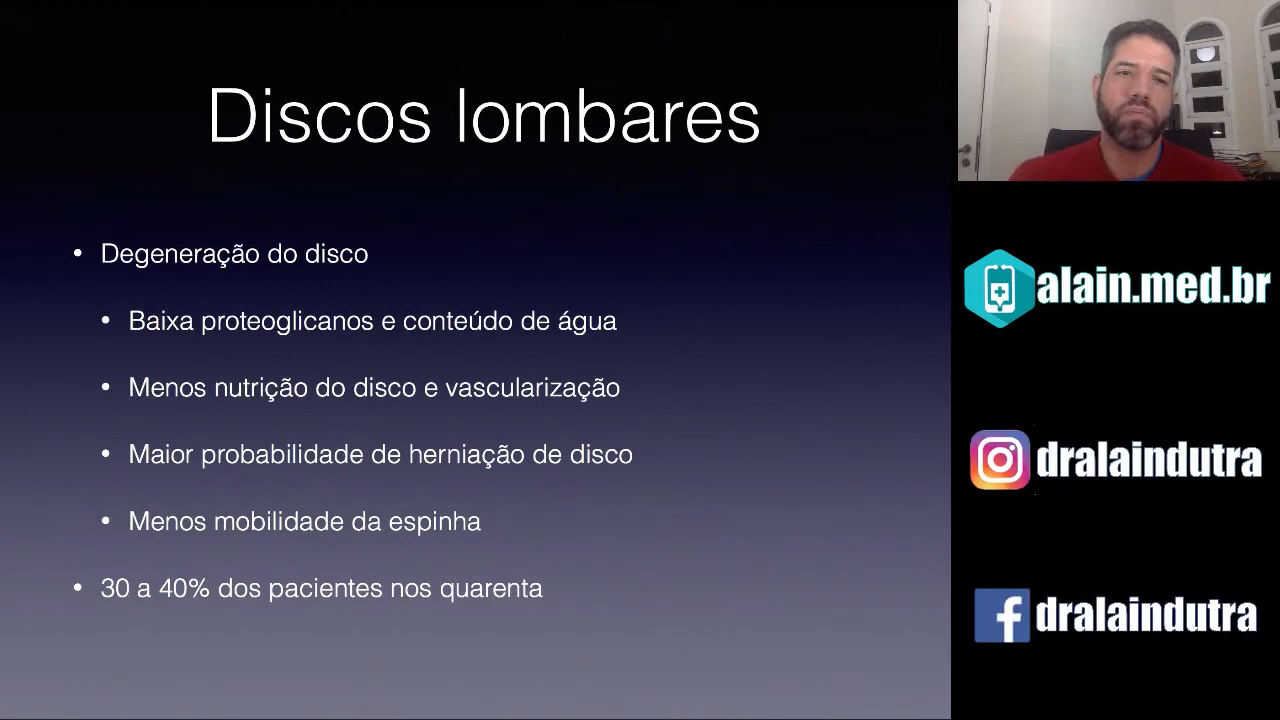 Discos lombares
Degeneração do disco
Baixa proteoglicanos e conteúdo de água
Menos nutrição do disco e vascularização
Maior probabilidade de herniação de disco
Menos mobilidade da espinha
30 a 40% dos pacientes nos quarenta
alain.med.br
dralaindutra
dralaindutra